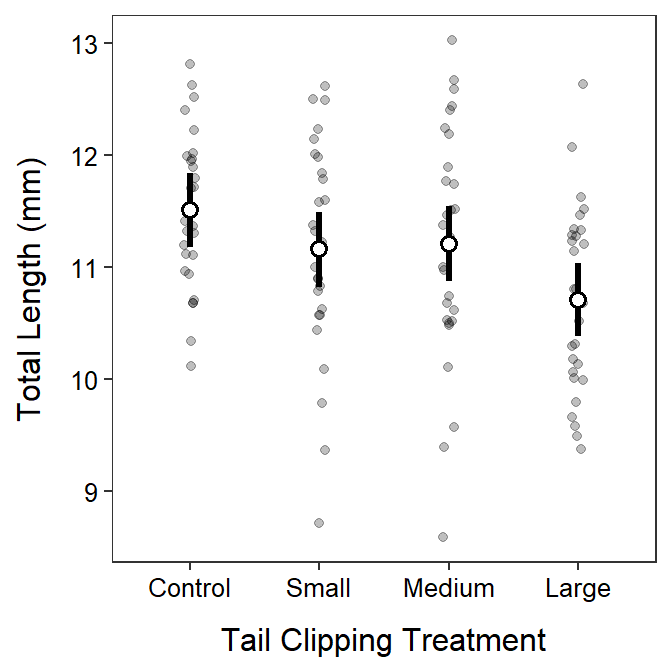 Total Length (mm)
13
12
11
10
9
Control Small Medium Large
Tail Clipping Treatment